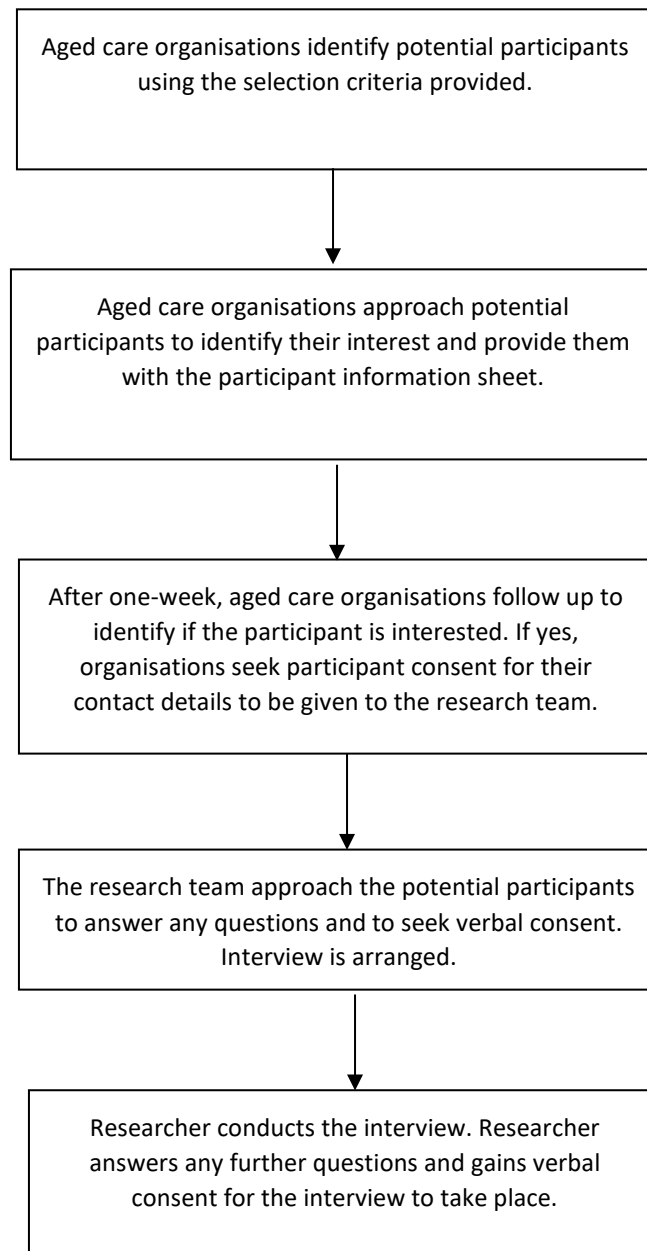 Aged care organisations identify potential participants
using the selection criteria provided.
Aged care organisations approach potential
participants to identify their interest and provide them
with the participant information sheet.
After one-week, aged care organisations follow up to
identify if the participant is interested. If yes,
organisations seek participant consent for their
contact details to be given to the research team.
The research team approach the potential participants
to answer any questions and to seek verbal consent.
Interview is arranged.
Researcher conducts the interview. Researcher
answers any further questions and gains verbal
consent for the interview to take place.